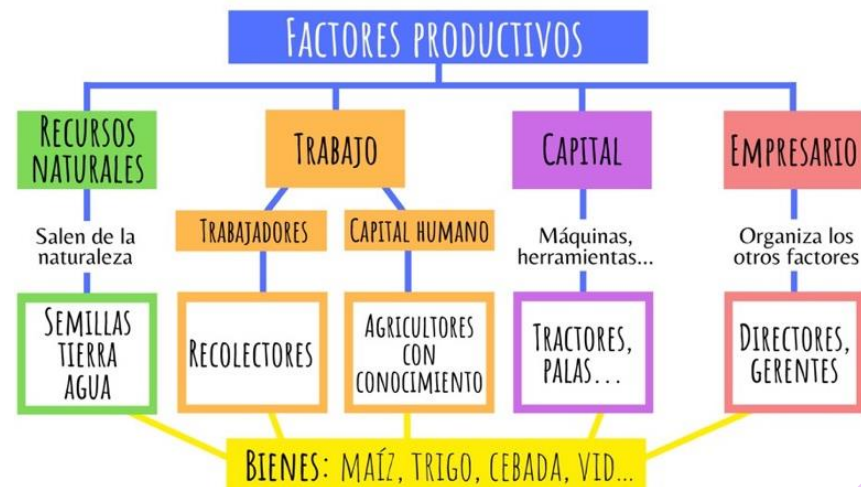 FACTORES PRODUCTIVOS
RECURSOS
NATURALES
TRABAJO
CAPITAL
EMPRESARIO
Salen de la
naturaleza
TRABAJADORES
CAPITAL HUMANO
Máquinas,
herramientas...
Organiza los
otros factores
SEMILLAS
TIERRA
AGUA
RECOLECTORES
AGRICULTORES
CON
CONOCIMIENTO
TRACTORES,
PALAS...
DIRECTORES,
GERENTES
BIENES: MAÍZ, TRIGO, CEBADA, VID...